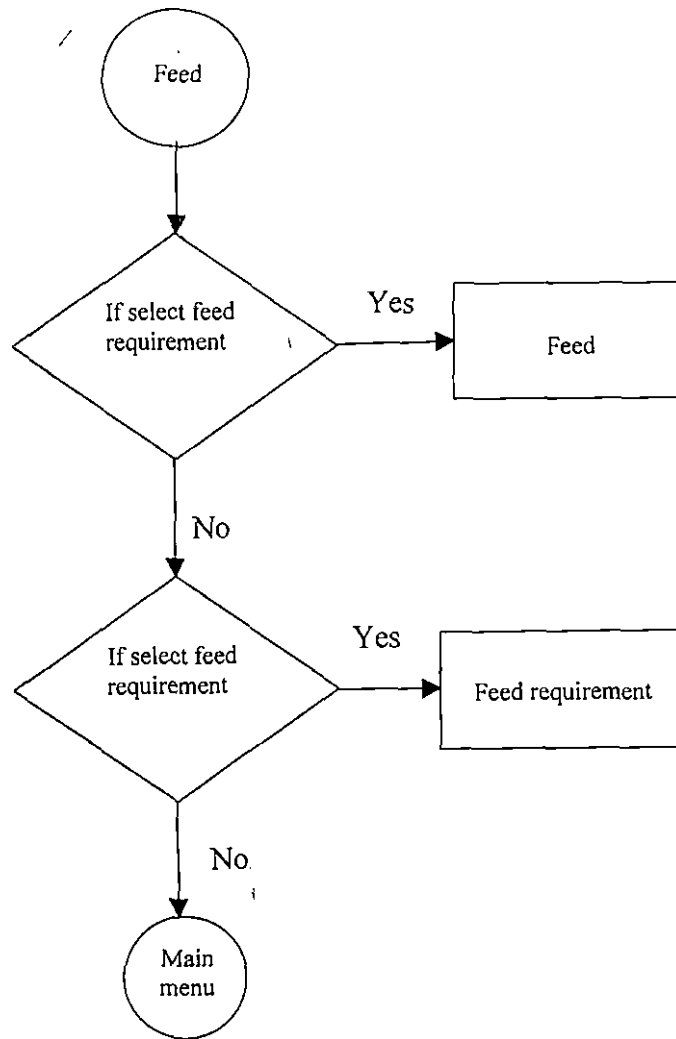 Feed
If select feed
requirement
Yes
Feed
No
If select feed
requirement
Yes
Feed requirement
No
Main
menu